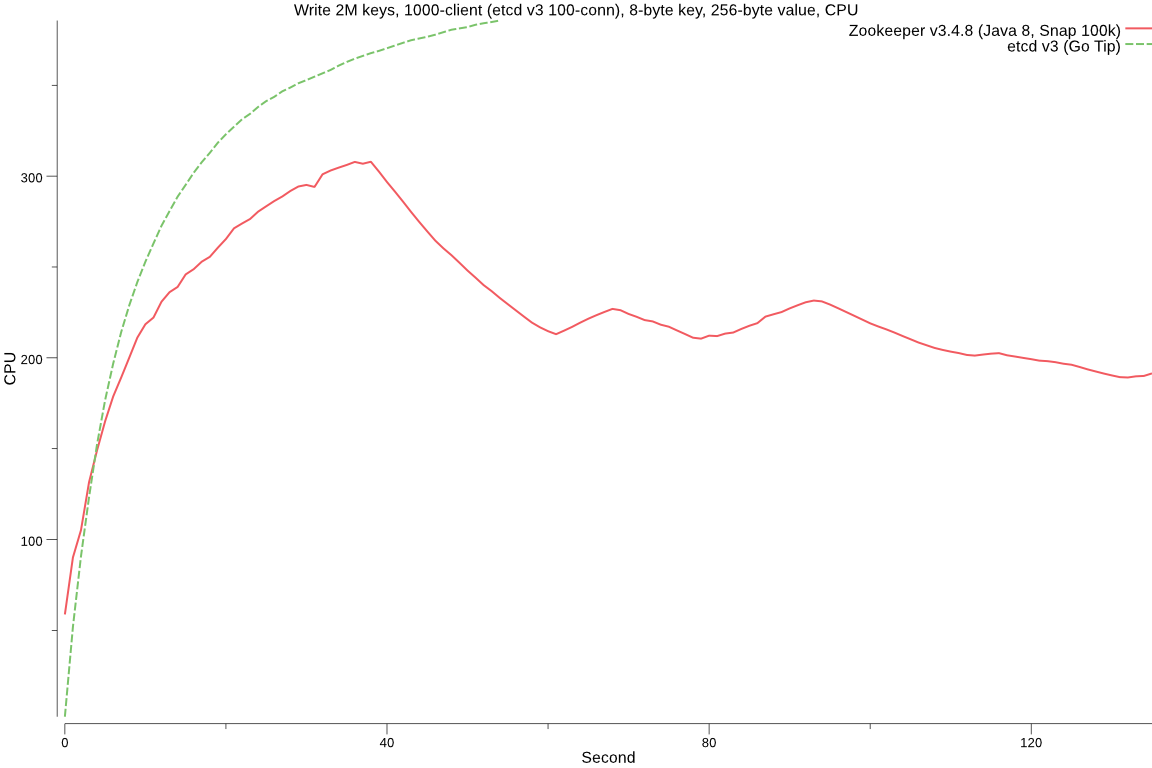 Write 2M keys, 1000-client (etcd v3 100-conn), 8-byte key, 256-byte value, CPU
Zookeeper v3.4.8 (Java 8, Snap 100k)
etcd v3 (Go Tip)
300
200
100
CPU
0
40
80
120
Second